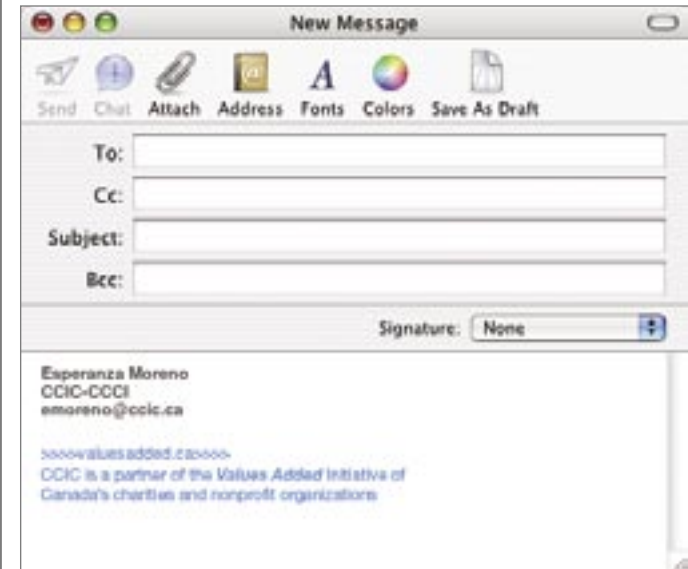 New Message
Send Chat Attach Address Fonts Colors Save As Draft
To:
Cc:
Subject:
Bcc:
Signature: None
Esperanza Moreno
CCIC-CCCI
emoreno@ccic.ca
>>>>valuesadded.ca>>>>
CCIC is a partner of the Values Added Initiative of
Canada's charities and nonprofit organizations